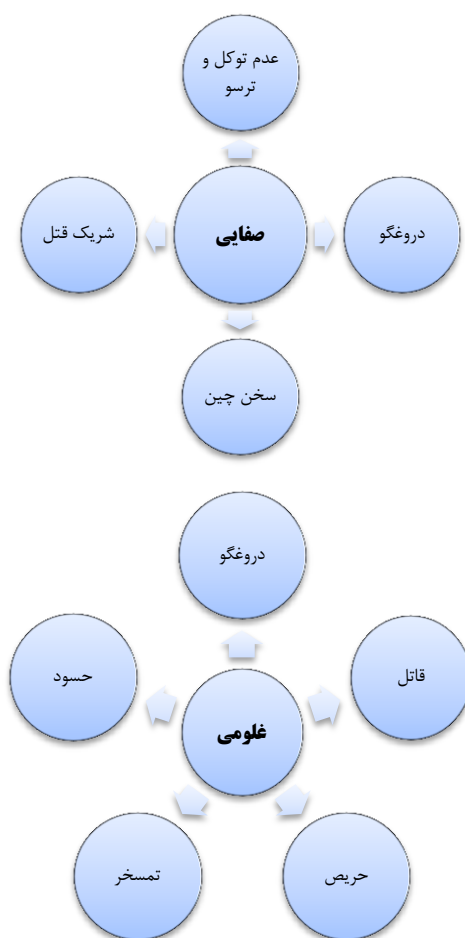 عدم توکل و
ترسو
دروغگو
صفایی
شریک قتل
سخن چین
دروغگو
قاتل
حسود
غلومی
حریص
تمسخر